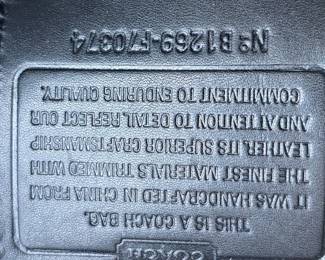 COACH
THIS IS A COACH BAG.
IT WAS HANDCRAFTED IN CHINA FROM
THE FINEST MATERIALS TRIMMED WITH
LEATHER. ITS SUPERIOR CRAFTSMANSHIP
AND ATTENTION TO DETAIL REFLECT OUR
COMMITMENT TO ENDURING QUALITY.
Nº B1269-F70374